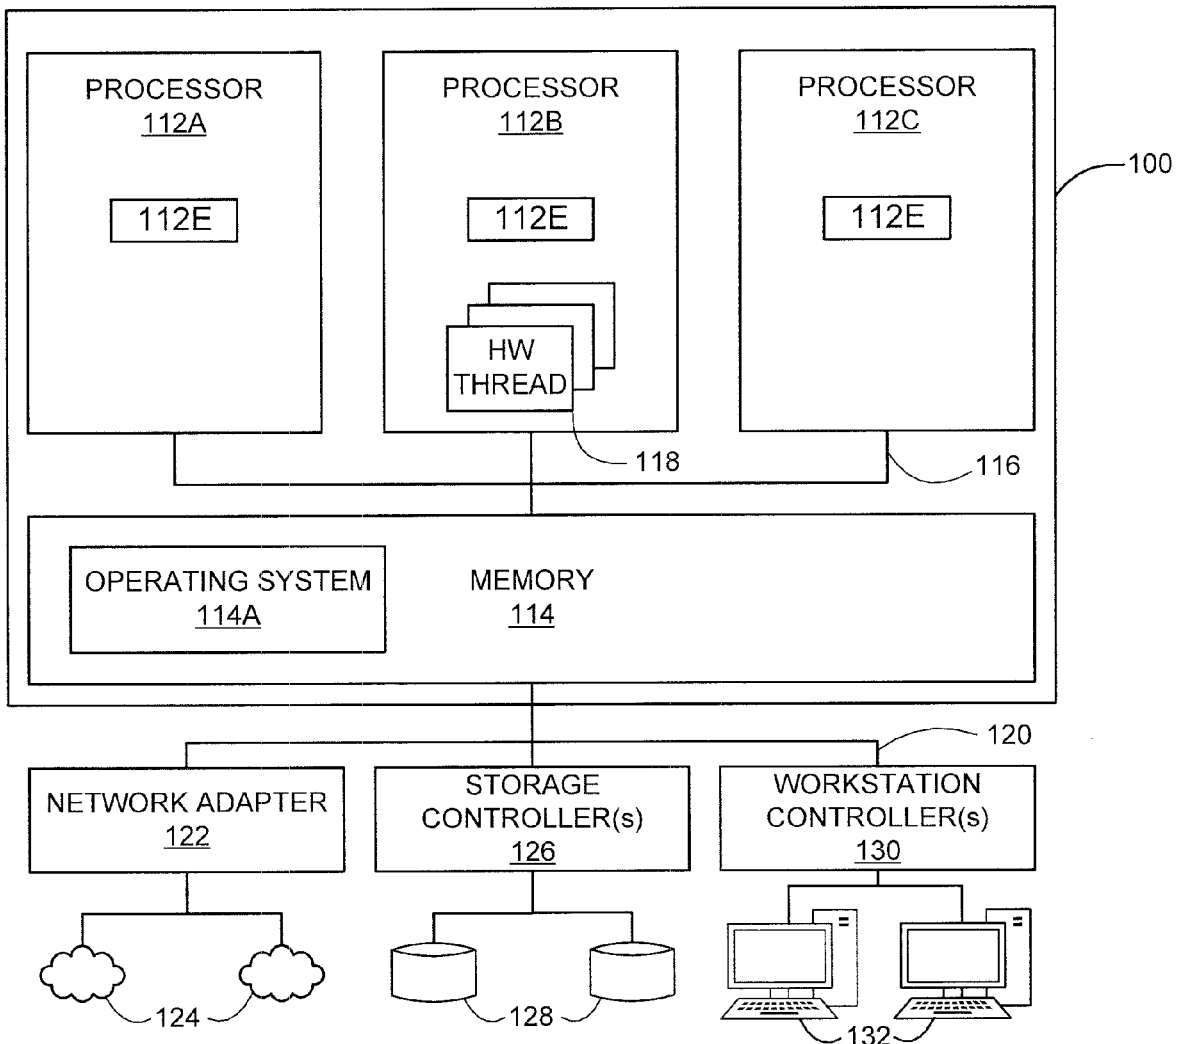 PROCESSOR
112A
PROCESSOR
112B
PROCESSOR
112C
100
112E
112E
112E
HW
THREAD
118
116
OPERATING SYSTEM
114A
MEMORY
114
120
NETWORK ADAPTER
122
STORAGE
CONTROLLER(s)
126
WORKSTATION
CONTROLLER(s)
130
124
128
132